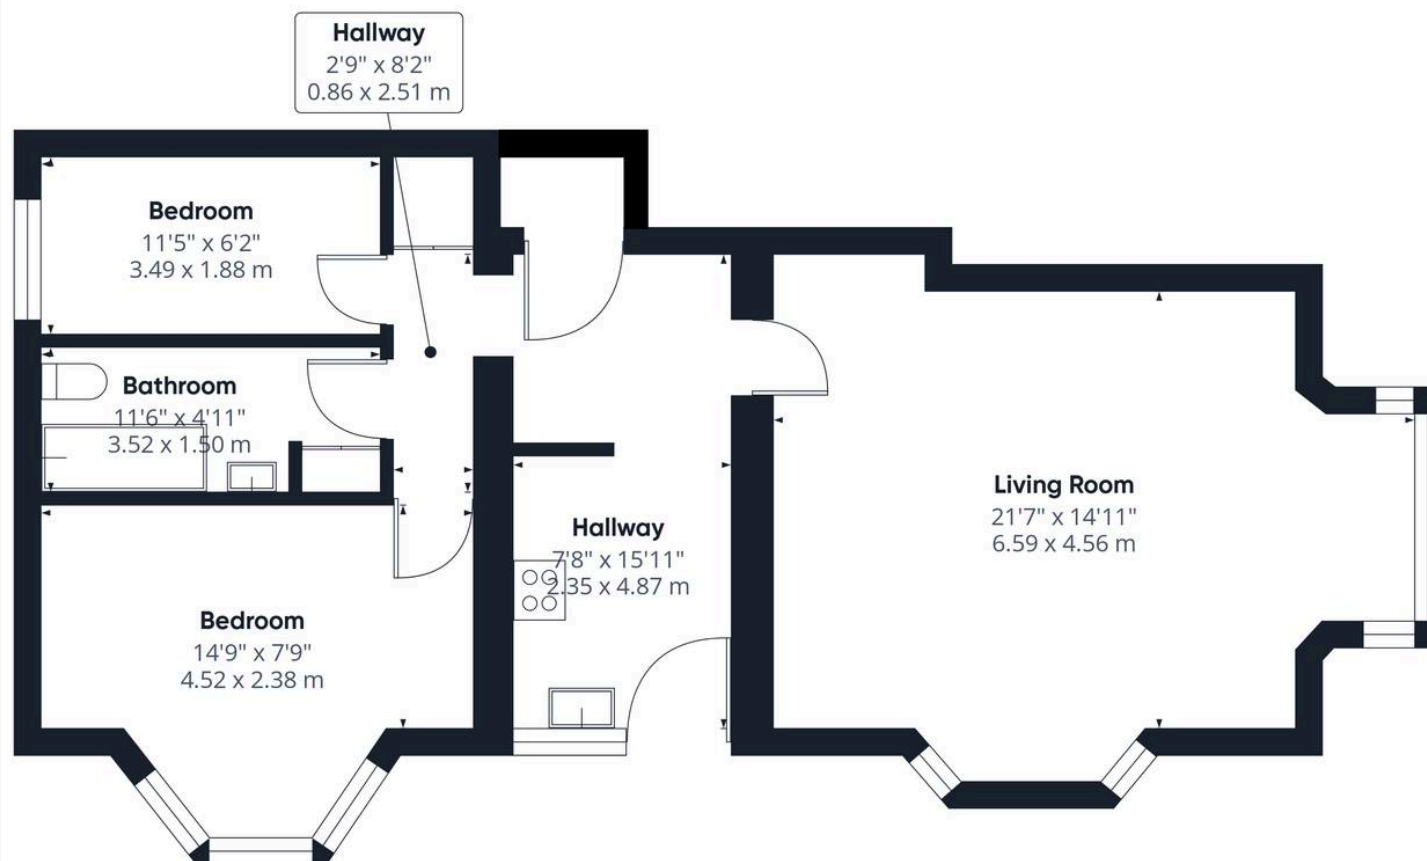 Hallway
2'9" x 8'2"
0.86 x 2.51 m
Bedroom
11'5" x 6'2"
3.49 x 1.88 m
Bathroom
11'6" x 4'11"
3.52 x 1.50 m
Hallway
7'8" x 15'11"
2.35 x 4.87 m
Living Room
21'7" x 14'11"
6.59 x 4.56 m
Bedroom
14'9" x 7'9"
4.52 x 2.38 m